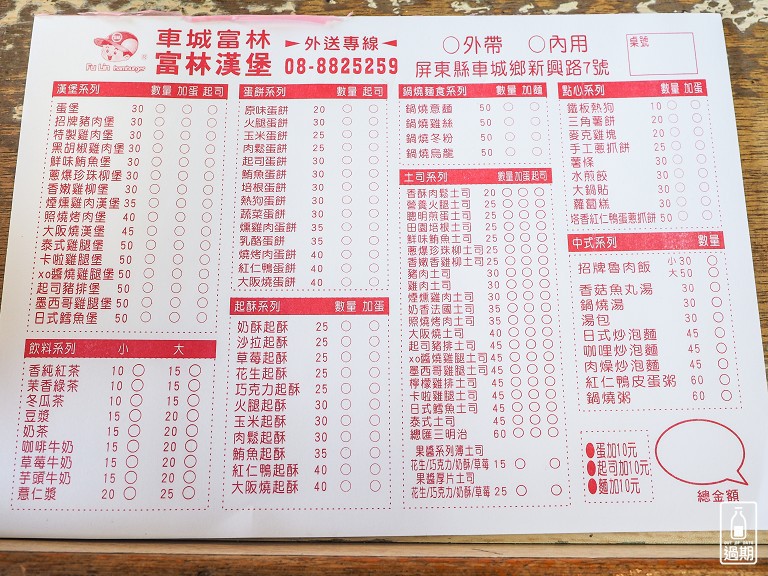 Fu Lin hamburger
車城富林
富林漢堡
外送專線
08-8825259
○外帶 ○內用
屏東縣車城鄉新興路7號
桌號
漢堡系列 數量 加蛋 起司
蛋堡 30
招牌豬肉堡 30
特製雞肉堡 30
黑胡椒雞肉堡 30
鮮味鮪魚堡 30
蔥爆珍珠柳堡 30
香嫩雞柳堡 30
煙燻雞肉漢堡 35
照燒烤肉堡 40
大阪燒漢堡 45
泰式雞腿堡 50
卡啦雞腿堡 50
xo醬燒雞腿堡 50
起司豬排堡 50
墨西哥雞腿堡 50
日式鱈魚堡 50
飲料系列 小 大
香純紅茶 10 15
茉香綠茶 10 15
冬瓜茶 10 15
豆漿 15 20
奶茶 15 20
咖啡牛奶 15 20
草莓牛奶 15 20
芋頭牛奶 15 20
薏仁漿 20 25
蛋餅系列 數量 加蛋 起司
原味蛋餅 20
火腿蛋餅 25
玉米蛋餅 25
肉鬆蛋餅 25
起司蛋餅 30
鮪魚蛋餅 30
培根蛋餅 30
熱狗蛋餅 30
蔬菜蛋餅 30
燻雞肉蛋餅 35
乳酪蛋餅 35
燒烤肉蛋餅 40
紅仁鴨蛋餅 40
大阪燒蛋餅 40
起酥系列 數量 加蛋
奶酥起酥 25
沙拉起酥 25
草莓起酥 25
花生起酥 25
巧克力起酥 25
火腿起酥 30
玉米起酥 30
肉鬆起酥 30
鮪魚起酥 35
紅仁鴨起酥 40
大阪燒起酥 40
鍋燒麵食系列 數量 加麵
鍋燒意麵 50
鍋燒雞絲 50
鍋燒冬粉 50
鍋燒烏龍 50
土司系列 數量 加蛋 起司
香酥肉鬆土司 20
營養火腿土司 25
聰明煎蛋土司 25
田園培根土司 25
鮮味鮪魚土司 25
蔥爆珍珠柳土司 25
香嫩香雞柳土司 25
豬肉土司 30
雞肉土司 30
煙燻雞肉土司 30
奶香法國土司 35
照燒燒烤土司 35
大阪燒土司 40
起司豬排土司 45
xo醬燒雞腿土司 45
墨西哥雞腿土司 45
檸檬雞排土司 45
卡啦雞腿土司 45
日式鱈魚土司 45
泰式土司 45
總匯三明治 60
果醬系列薄土司
花生/巧克力/奶酥/草莓 15
果醬厚片土司
花生/巧克力/奶酥/草莓 25
點心系列 數量 加蛋
鐵板熱狗 10
三角薯餅 20
麥克雞塊 20
手工蔥抓餅 25
薯條 30
水煎餃 30
大鍋貼 30
蘿蔔糕 30
塔香紅仁鴨蛋蔥抓餅 50
中式系列 數量
招牌魯肉飯 小30 大50
香菇魚丸湯 30
鍋燒湯 30
湯包 30
日式炒泡麵 45
咖哩炒泡麵 45
肉燥炒泡麵 45
紅仁鴨皮蛋粥 60
鍋燒粥 60
●蛋加10元
●起司加10元
●麵加10元
總金額
過期